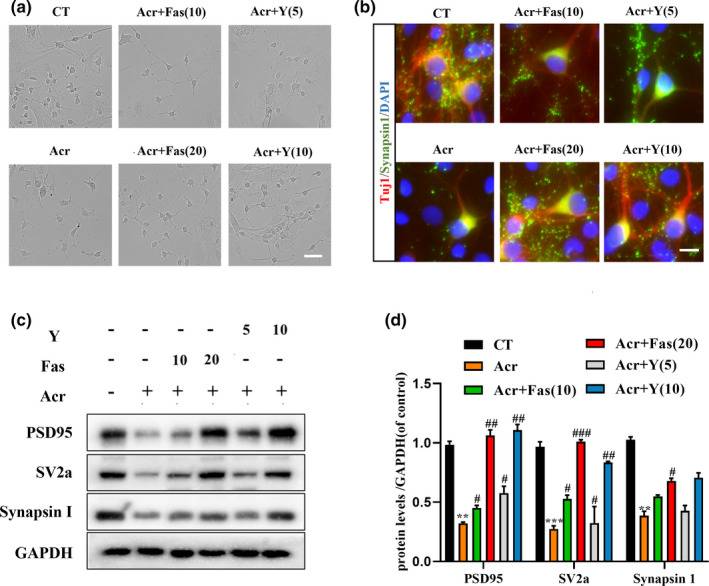 (a)
CT Acr+Fas(10) Acr+Y(5)
Acr Acr+Fas(20) Acr+Y(10)
(b)
CT Acr+Fas(10) Acr+Y(5)
Tuj1/Synapsin1/DAPI
Acr Acr+Fas(20) Acr+Y(10)
(c)
Y - - - - 5 10
Fas - - 10 20 - -
Acr - + + + + +
PSD95
SV2a
Synapsin I
GAPDH
(d)
CT Acr+Fas(20)
Acr Acr+Y(5)
Acr+Fas(10) Acr+Y(10)
protein levels /GAPDH(of control)
1.5
1.0
0.5
0.0
** # ## # ##
*** # ### # ##
** #
PSD95 SV2a Synapsin 1